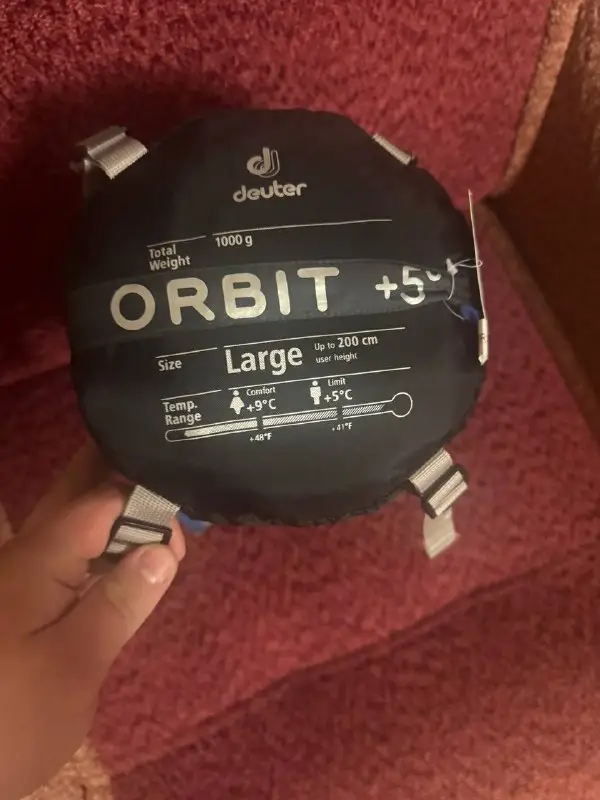 deuter
Total Weight 1000 g
ORBIT +5°
Size Large Up to 200 cm user height
Temp. Range Comfort +9°C Limit +5°C
+48°F +41°F